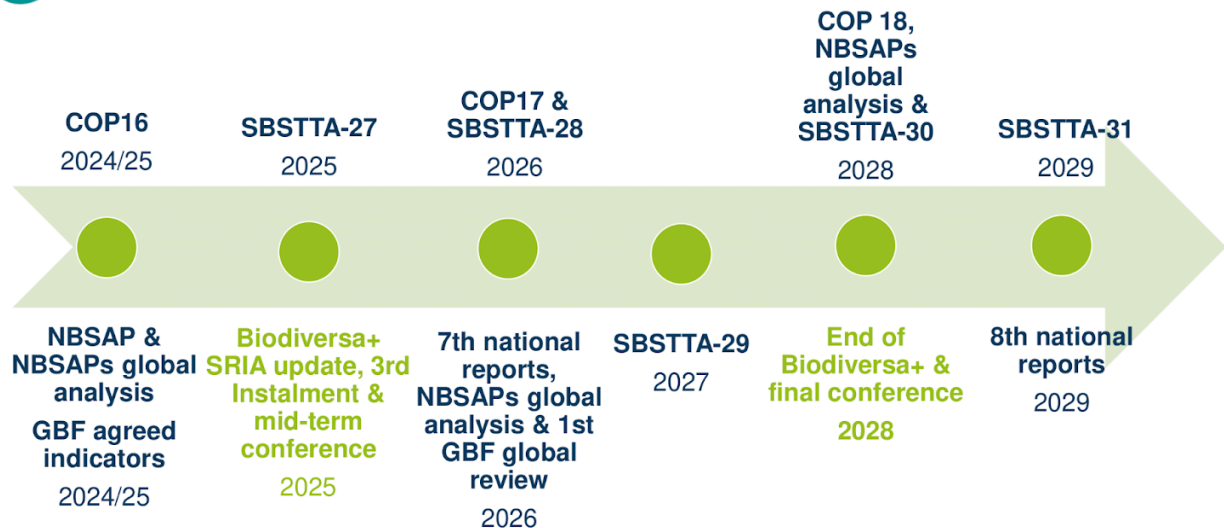 COP16
2024/25
SBSTTA-27
2025
COP17 &
SBSTTA-28
2026
COP 18,
NBSAPs
global
analysis &
SBSTTA-30
2028
SBSTTA-31
2029
NBSAP &
NBSAPs global
analysis
GBF agreed
indicators
2024/25
Biodiversa+
SRIA update, 3rd
Instalment &
mid-term
conference
2025
7th national
reports,
NBSAPs global
analysis & 1st
GBF global
review
2026
SBSTTA-29
2027
End of
Biodiversa+ &
final conference
2028
8th national
reports
2029